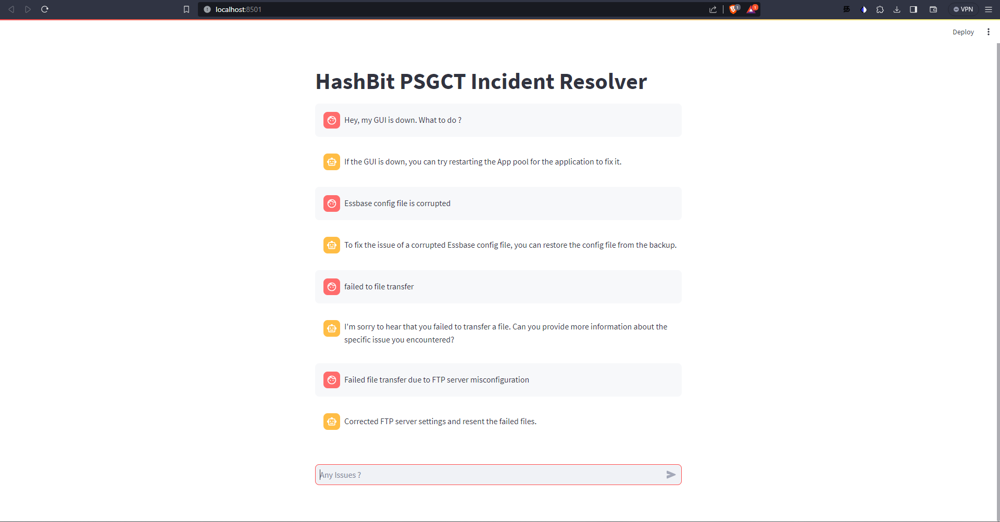 localhost:8501
1
1
VPN
Deploy
HashBit PSGCT Incident Resolver
Hey, my GUI is down. What to do ?
If the GUI is down, you can try restarting the App pool for the application to fix it.
Essbase config file is corrupted
To fix the issue of a corrupted Essbase config file, you can restore the config file from the backup.
failed to file transfer
I'm sorry to hear that you failed to transfer a file. Can you provide more information about the
specific issue you encountered?
Failed file transfer due to FTP server misconfiguration
Corrected FTP server settings and resent the failed files.
Any Issues ?